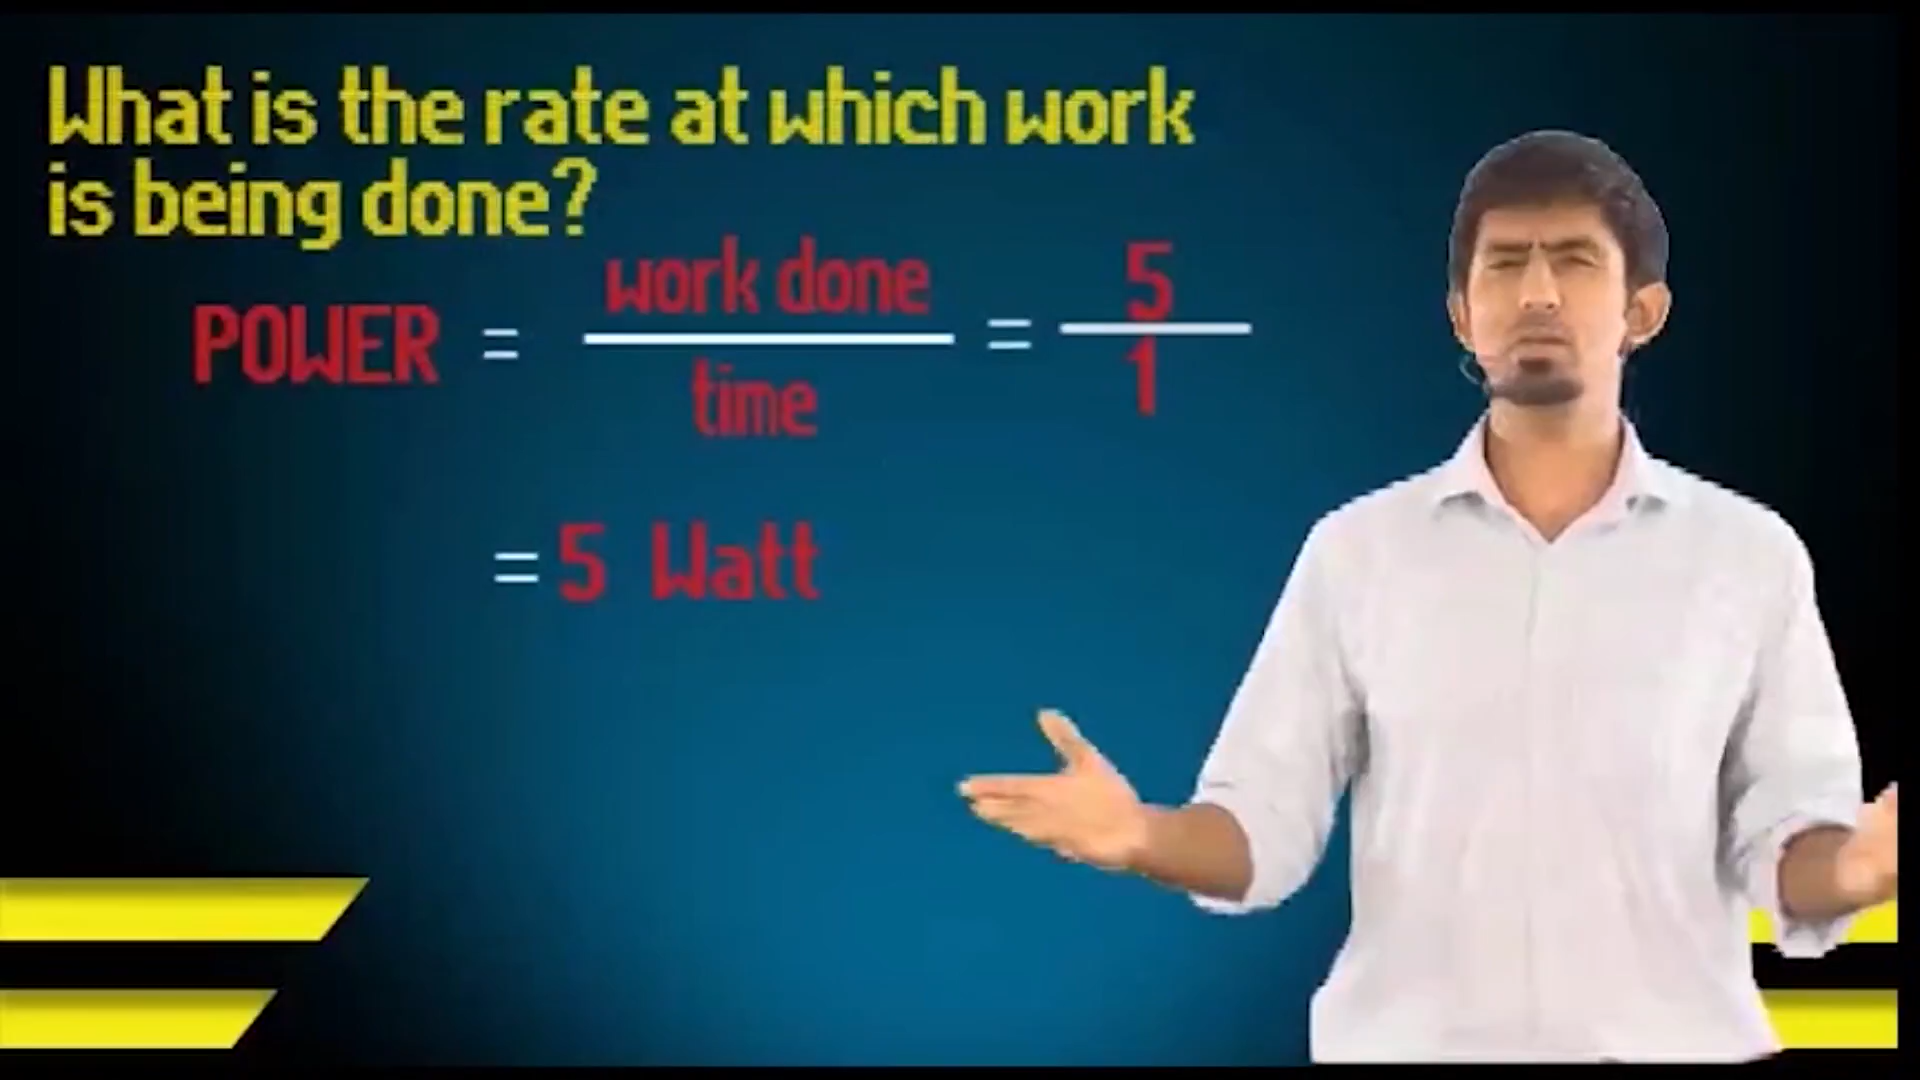 What is the rate at which work
is being done?
POWER = work done / time = 5 / 1
= 5 Watt